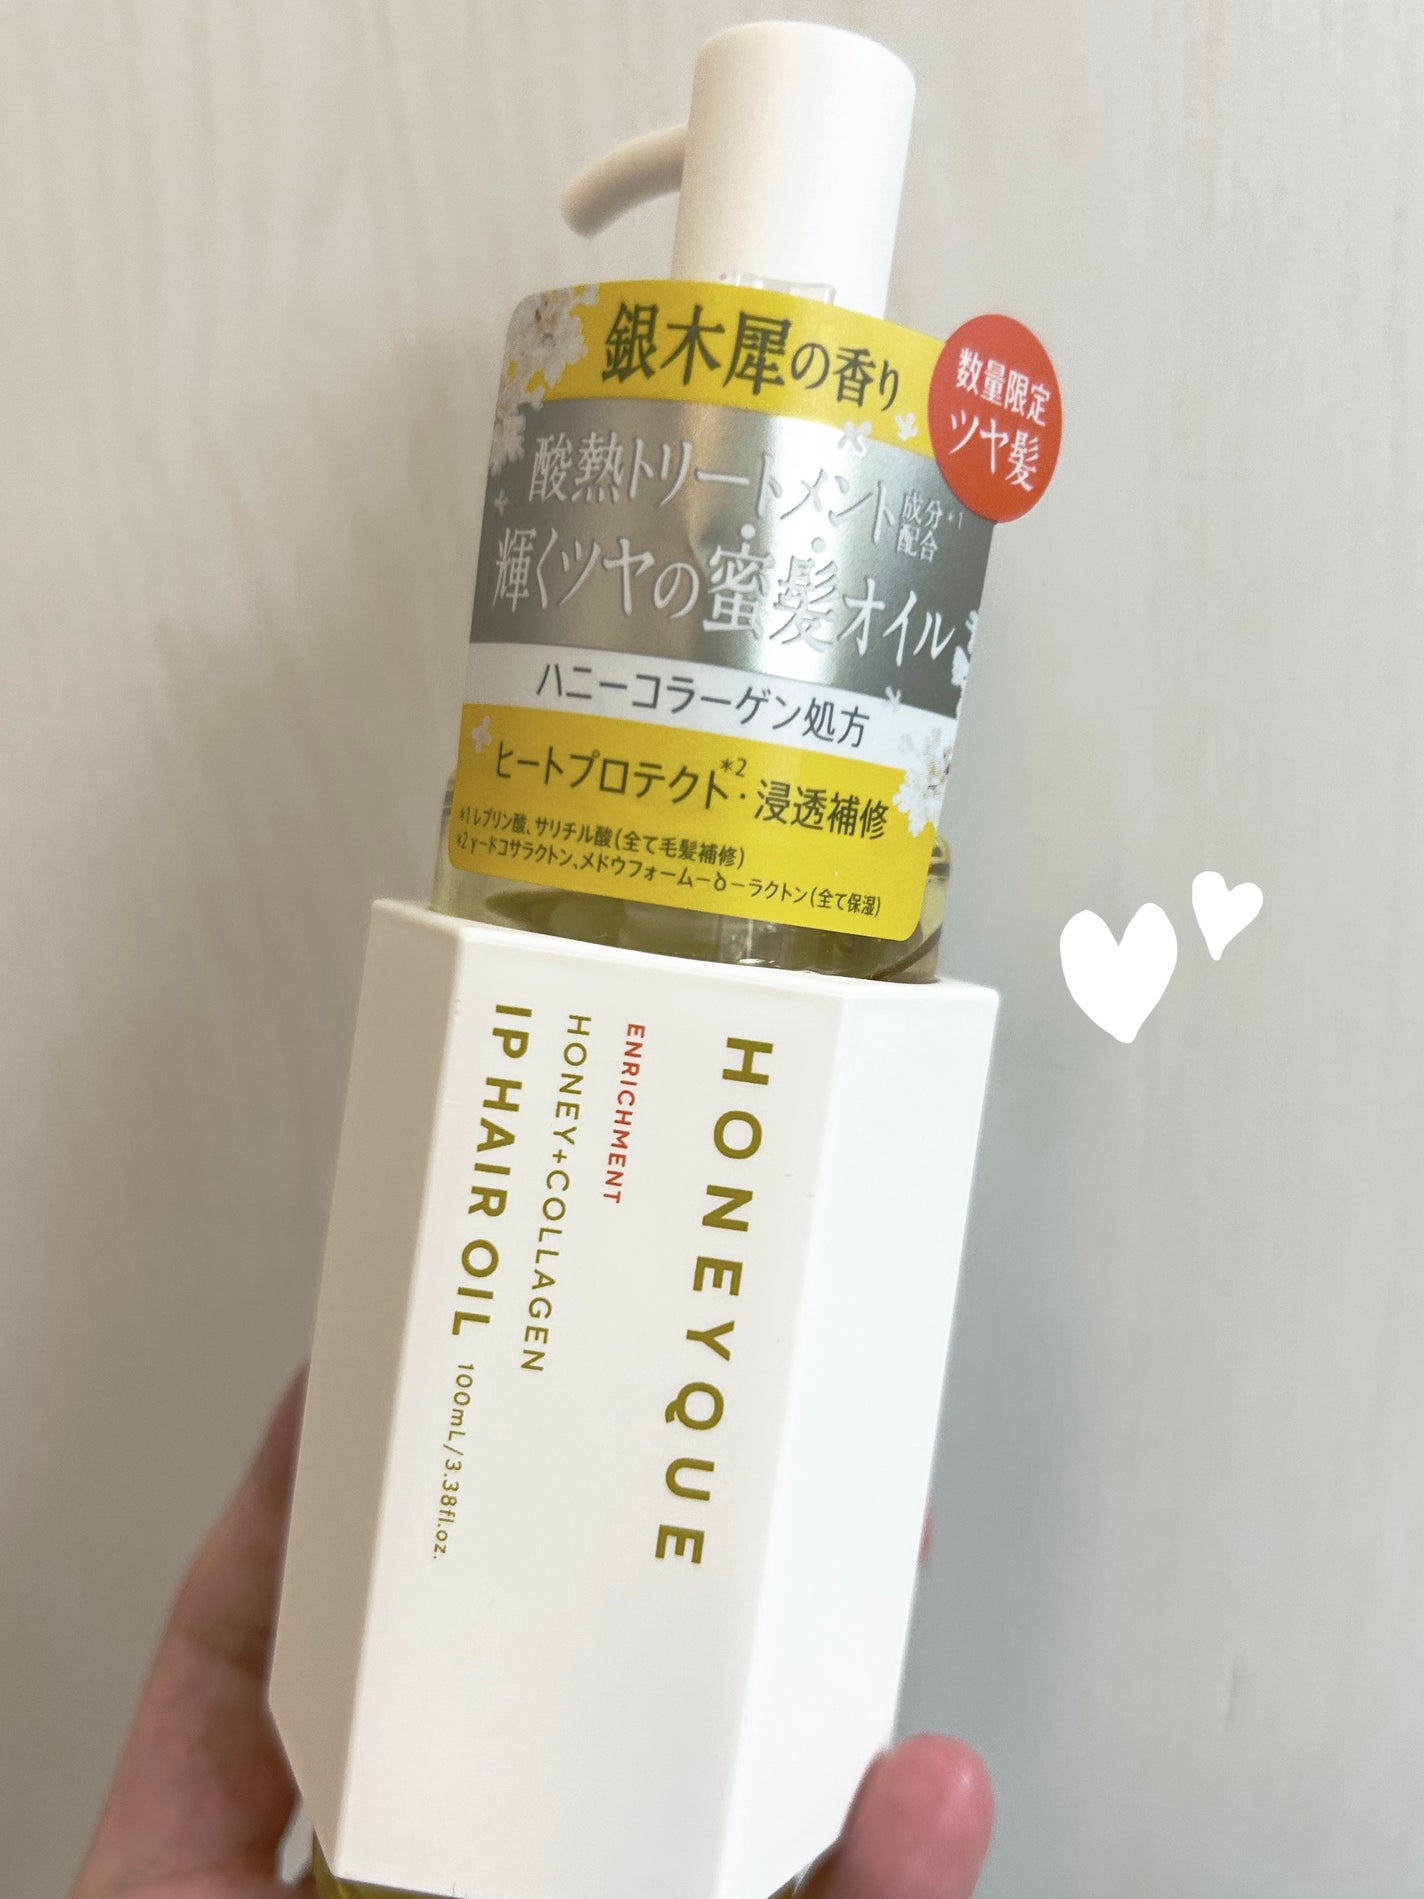 銀木犀の香り
数量限定
ツヤ髪
酸熱トリートメント成分配合*1
輝くツヤの蜜髪オイル
ハニーコラーゲン処方
ヒートプロテクト*2・浸透補修
*1 レブリン酸、サリチル酸(全て毛髪補修)
*2 γードコサラクトン、メドウフォームーδーラクトン(全て保湿)
HONEYQUE
ENRICHMENT
HONEY+COLLAGEN
IP HAIR OIL 100mL/3.38fl.oz.